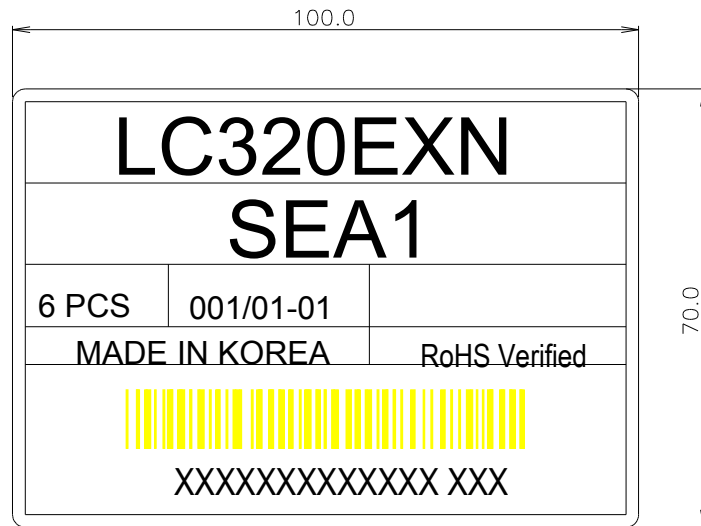 100.0
LC320EXN
SEA1
6 PCS 001/01-01
MADE IN KOREA RoHS Verified
XXXXXXXXXXXXX XXX
70.0